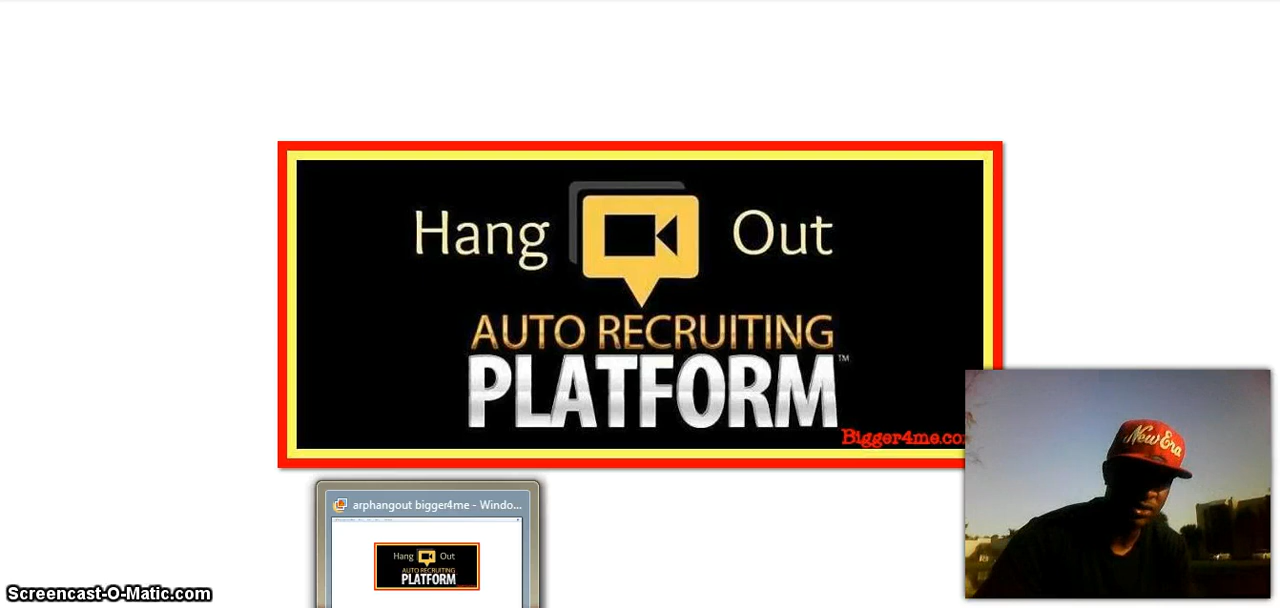 Hang Out
AUTO RECRUITING
PLATFORM™
Bigger4me.co
New Era
arphangout bigger4me - Windo...
Hang Out
AUTO RECRUITING
PLATFORM
Screencast-O-Matic.com